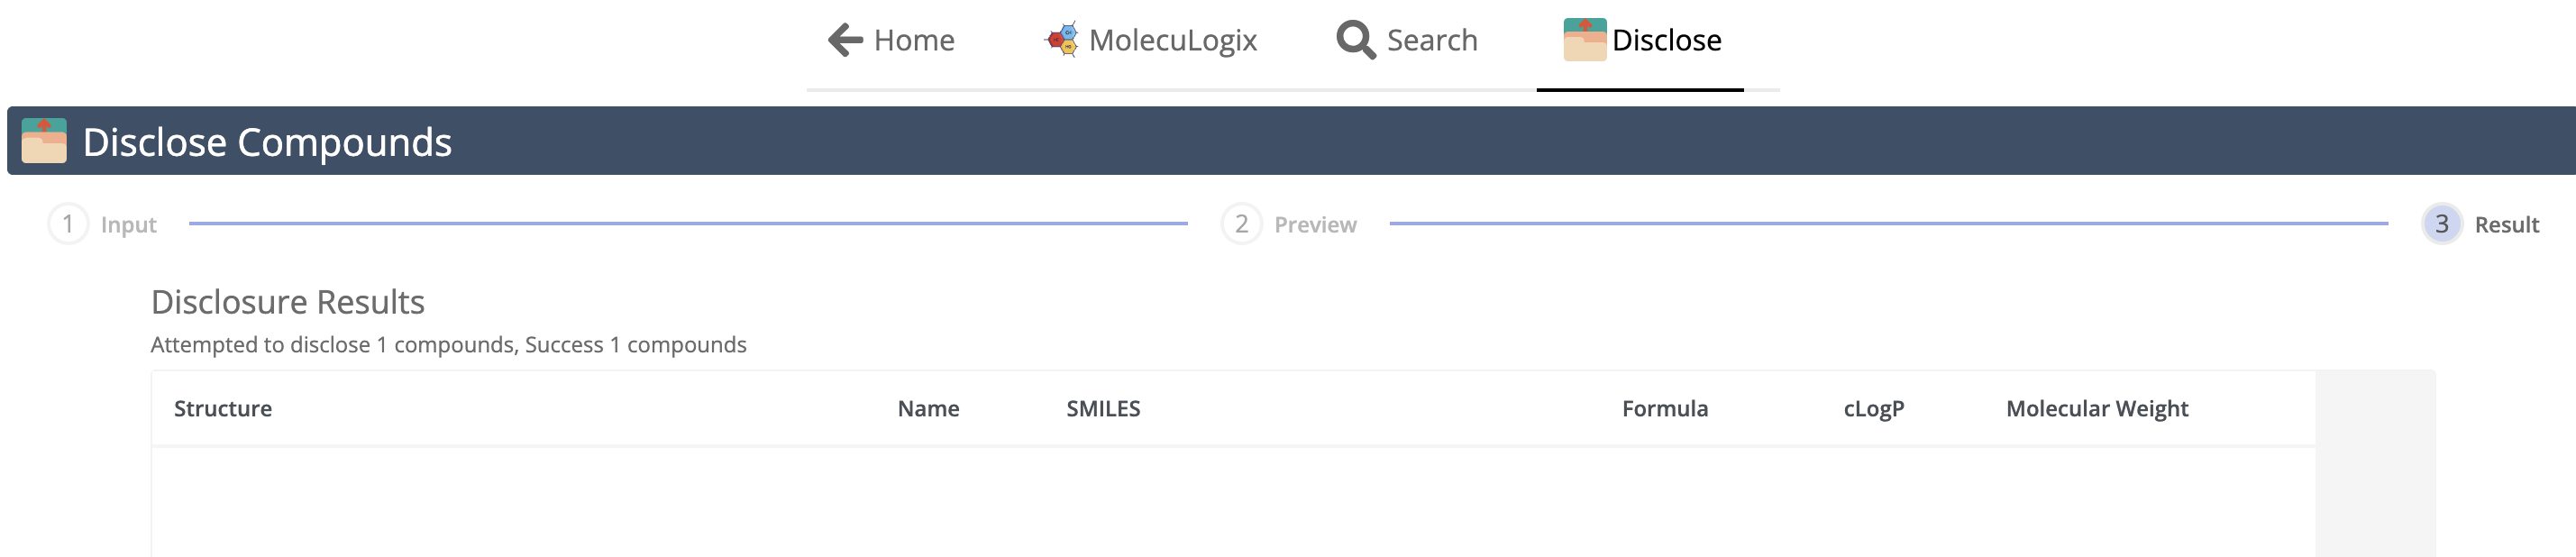 Home MolecuLogix Search Disclose
Disclose Compounds
1 Input 2 Preview 3 Result
Disclosure Results
Attempted to disclose 1 compounds, Success 1 compounds
Structure Name SMILES Formula cLogP Molecular Weight